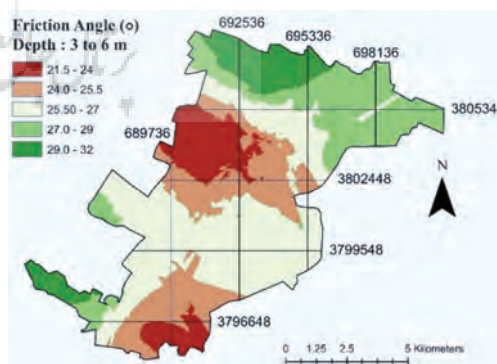 Friction Angle (o)
Depth : 3 to 6 m
21.5 - 24
24.0 - 25.5
25.50 - 27
27.0 - 29
29.0 - 32
692536
695336
698136
380534
689736
3802448
N
3799548
3796648
0 1.25 2.5 5 Kilometers